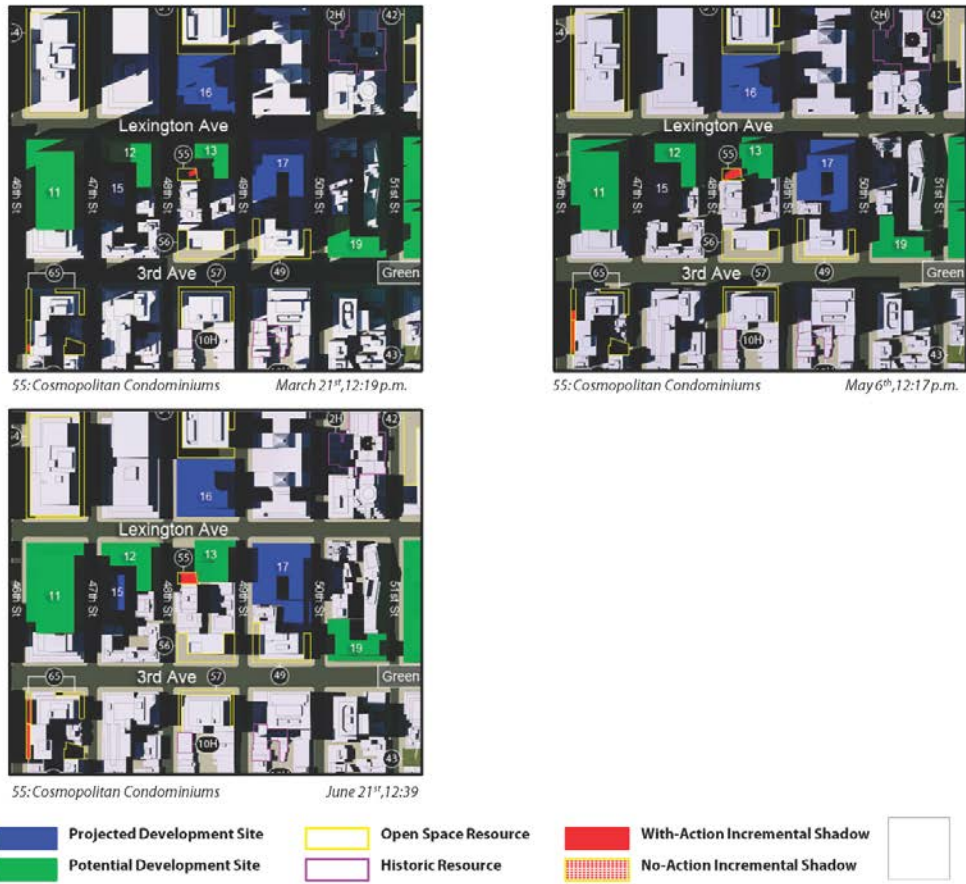 2H
42
16
Lexington Ave
55
12
13
17
11
46th St
47th St
15
48th St
49th St
50th St
51st St
56
19
3rd Ave
57
49
Green
65
10H
43
55: Cosmopolitan Condominiums March 21st, 12:19 p.m.
2H
42
16
Lexington Ave
55
12
13
17
11
46th St
47th St
15
48th St
49th St
50th St
51st St
56
19
3rd Ave
57
49
Green
65
10H
43
55: Cosmopolitan Condominiums May 6th, 12:17 p.m.
2H
42
16
Lexington Ave
55
12
13
17
11
46th St
47th St
15
48th St
49th St
50th St
51st St
56
19
3rd Ave
57
49
Green
65
10H
43
55: Cosmopolitan Condominiums June 21st, 12:39
Projected Development Site Open Space Resource With-Action Incremental Shadow
Potential Development Site Historic Resource No-Action Incremental Shadow